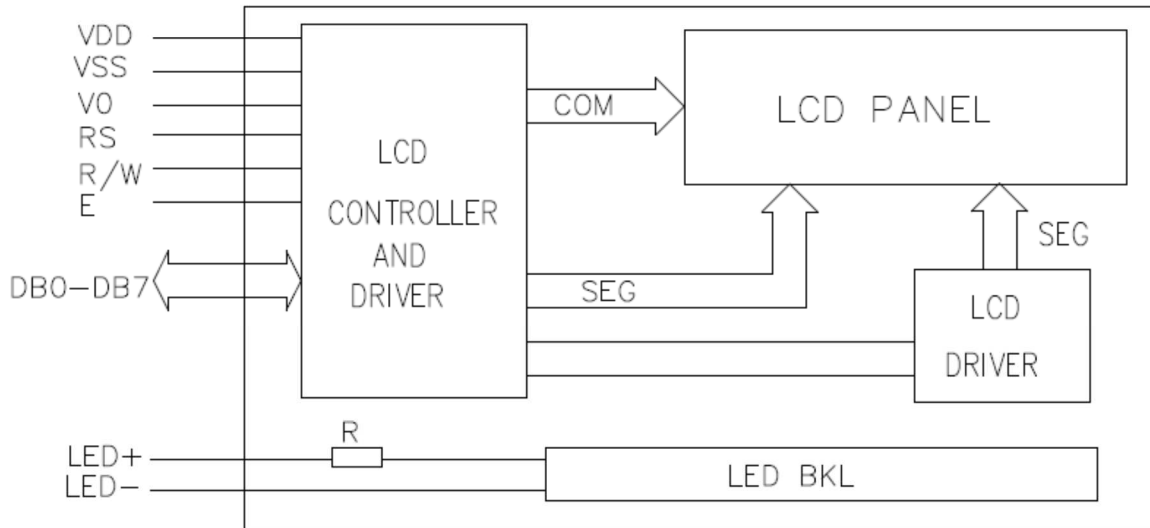 VDD
VSS
V0
RS
R/W
E
DB0-DB7
LCD
CONTROLLER
AND
DRIVER
COM
LCD PANEL
SEG
SEG
LCD
DRIVER
R
LED+
LED-
LED BKL